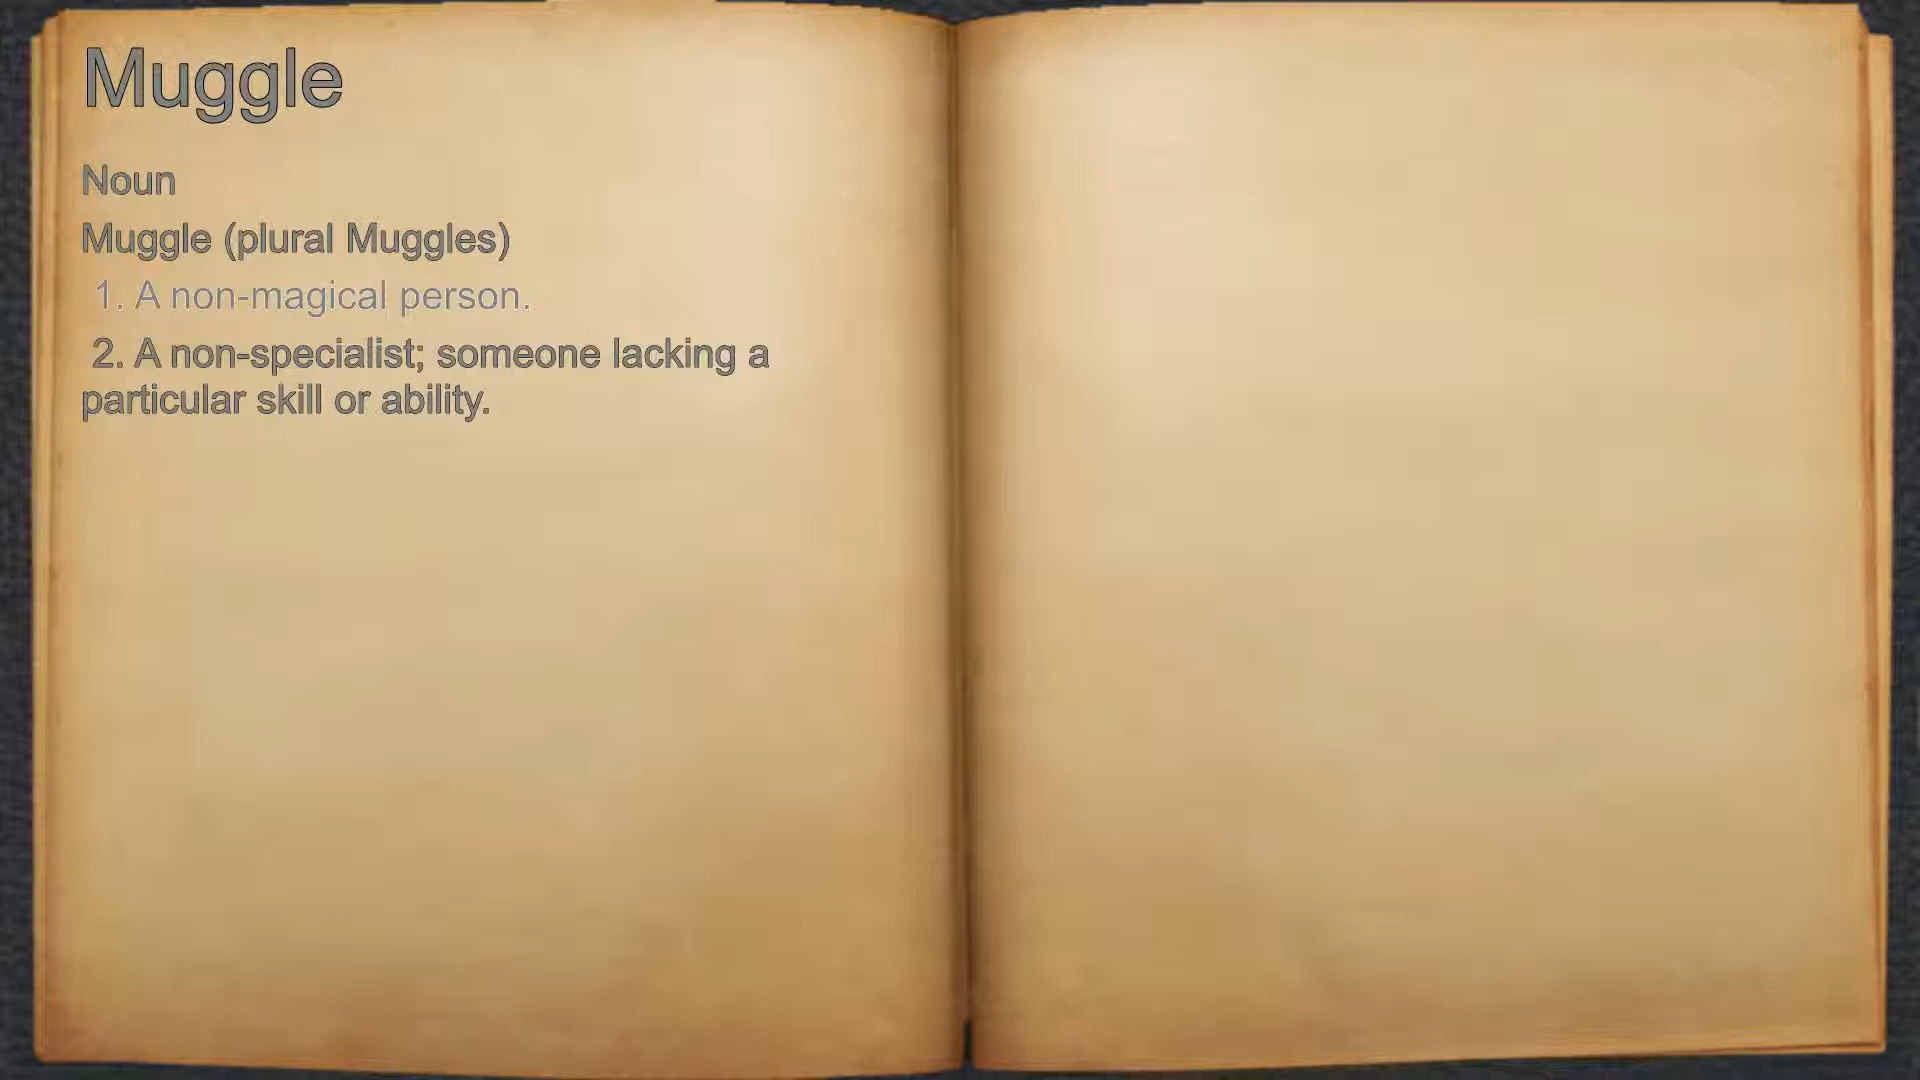 Muggle
Noun
Muggle (plural Muggles)
1. A non-magical person.
2. A non-specialist; someone lacking a
particular skill or ability.